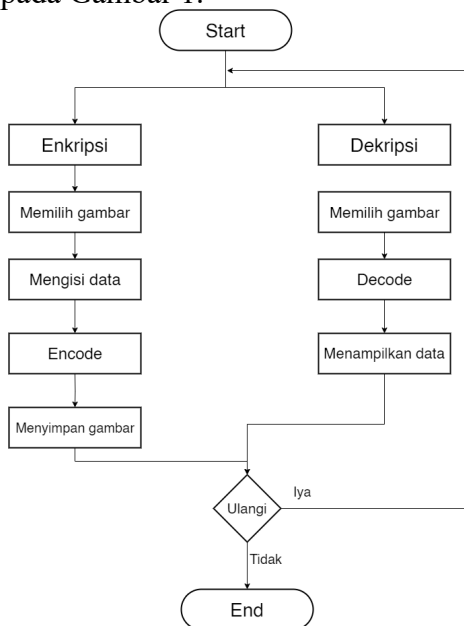 pada Gambar 1.
Start
Enkripsi
Dekripsi
Memilih gambar
Memilih gambar
Mengisi data
Decode
Encode
Menampilkan data
Menyimpan gambar
Iya
Ulangi
Tidak
End